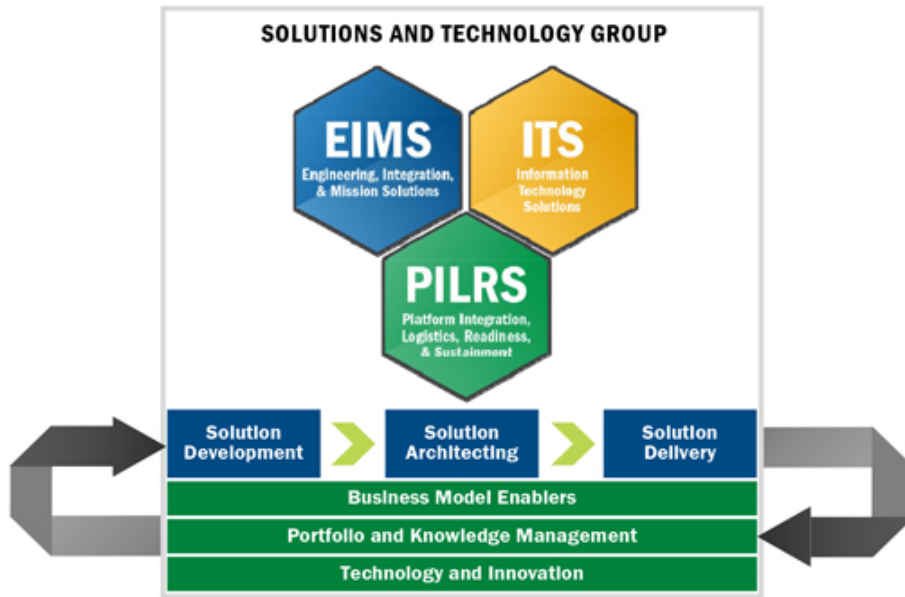 SOLUTIONS AND TECHNOLOGY GROUP
EIMS
Engineering, Integration,
& Mission Solutions
ITS
Information
Technology
Solutions
PILRS
Platform Integration,
Logistics, Readiness,
& Sustainment
Solution
Development
Solution
Architecting
Solution
Delivery
Business Model Enablers
Portfolio and Knowledge Management
Technology and Innovation